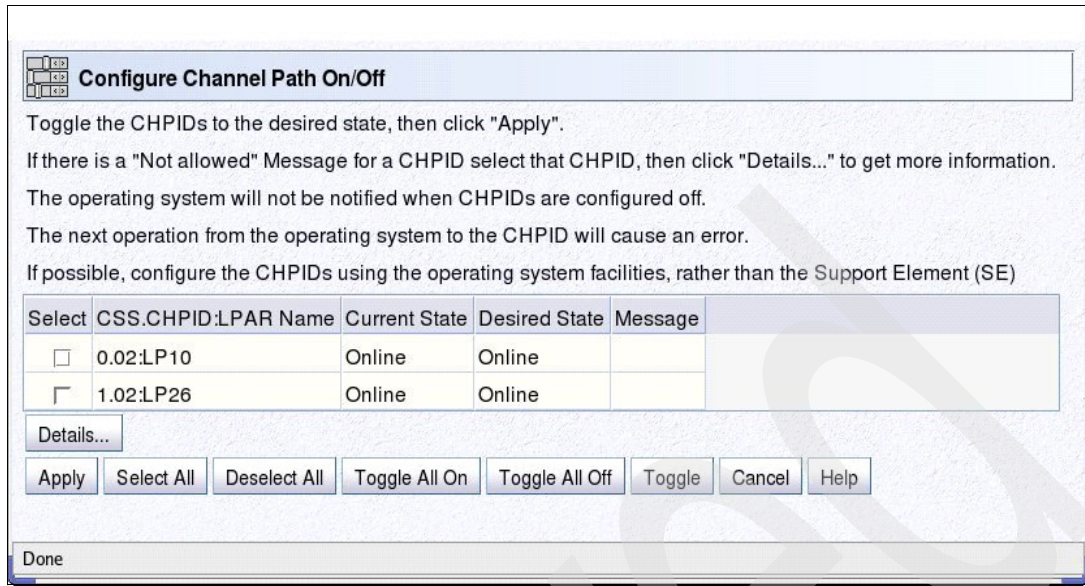 Configure Channel Path On/Off
Toggle the CHPIDs to the desired state, then click "Apply".
If there is a "Not allowed" Message for a CHPID select that CHPID, then click "Details..." to get more information.
The operating system will not be notified when CHPIDs are configured off.
The next operation from the operating system to the CHPID will cause an error.
If possible, configure the CHPIDs using the operating system facilities, rather than the Support Element (SE)
Select CSS.CHPID:LPAR Name Current State Desired State Message
0.02:LP10 Online Online
1.02:LP26 Online Online
Details...
Apply Select All Deselect All Toggle All On Toggle All Off Toggle Cancel Help
Done